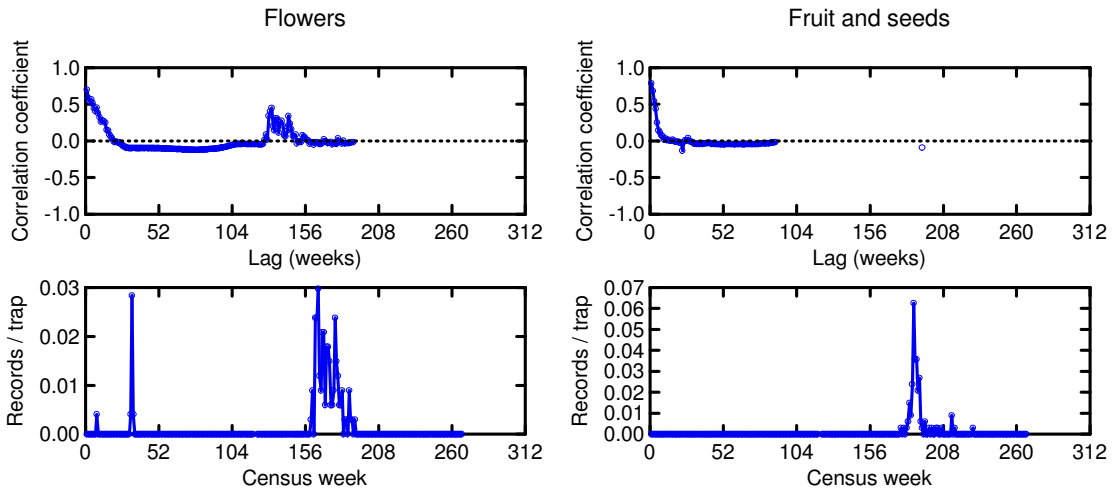 Flowers
Fruit and seeds
Correlation coefficient
1.0
0.5
0.0
-0.5
-1.0
0 52 104 156 208 260 312
Lag (weeks)
Correlation coefficient
1.0
0.5
0.0
-0.5
-1.0
0 52 104 156 208 260 312
Lag (weeks)
Records / trap
0.03
0.02
0.01
0.00
0 52 104 156 208 260 312
Census week
Records / trap
0.07
0.06
0.05
0.04
0.03
0.02
0.01
0.00
0 52 104 156 208 260 312
Census week